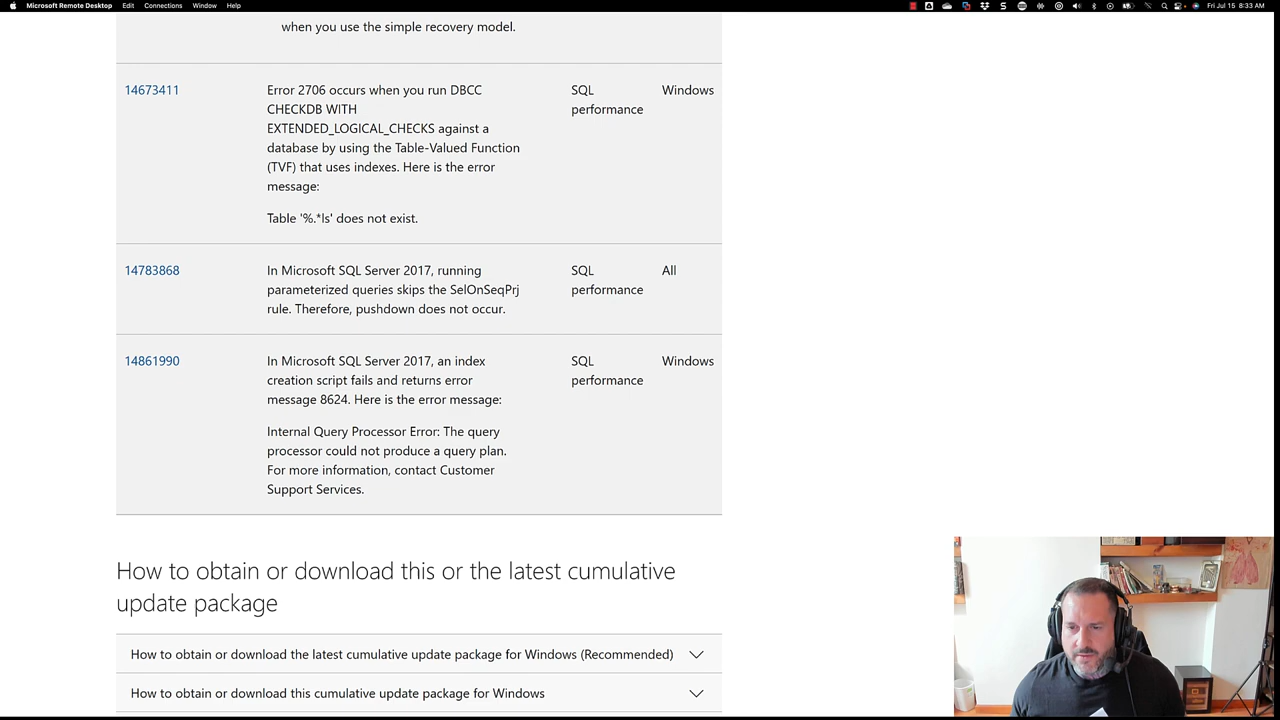 Microsoft Remote Desktop Edit Connections Window Help
Fri Jul 15 8:33 AM
when you use the simple recovery model.
14673411
Error 2706 occurs when you run DBCC
CHECKDB WITH
EXTENDED_LOGICAL_CHECKS against a
database by using the Table-Valued Function
(TVF) that uses indexes. Here is the error
message:
Table '%.*ls' does not exist.
SQL
performance
Windows
14783868
In Microsoft SQL Server 2017, running
parameterized queries skips the SelOnSeqPrj
rule. Therefore, pushdown does not occur.
SQL
performance
All
14861990
In Microsoft SQL Server 2017, an index
creation script fails and returns error
message 8624. Here is the error message:
Internal Query Processor Error: The query
processor could not produce a query plan.
For more information, contact Customer
Support Services.
SQL
performance
Windows
How to obtain or download this or the latest cumulative
update package
How to obtain or download the latest cumulative update package for Windows (Recommended)
How to obtain or download this cumulative update package for Windows